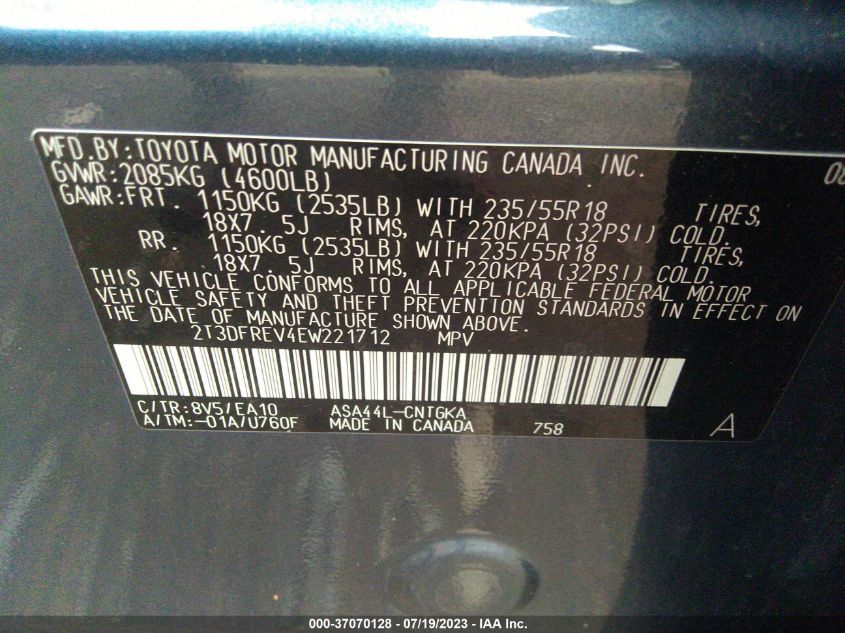 MFD.BY:TOYOTA MOTOR MANUFACTURING CANADA INC. 08
GVWR:2085KG (4600LB)
GAWR:FRT. 1150KG (2535LB) WITH 235/55R18 TIRES,
18X7. 5J RIMS, AT 220KPA (32PSI) COLD.
RR. 1150KG (2535LB) WITH 235/55R18 TIRES,
18X7. 5J RIMS, AT 220KPA (32PSI) COLD.
THIS VEHICLE CONFORMS TO ALL APPLICABLE FEDERAL MOTOR
VEHICLE SAFETY AND THEFT PREVENTION STANDARDS IN EFFECT ON
THE DATE OF MANUFACTURE SHOWN ABOVE.
2T3DFREV4EW221712 MPV
C/TR:8V5/EA10 ASA44L-CNTGKA
A/TM:-01A/U760F MADE IN CANADA 758 A
000-37070128 - 07/19/2023 - IAA Inc.